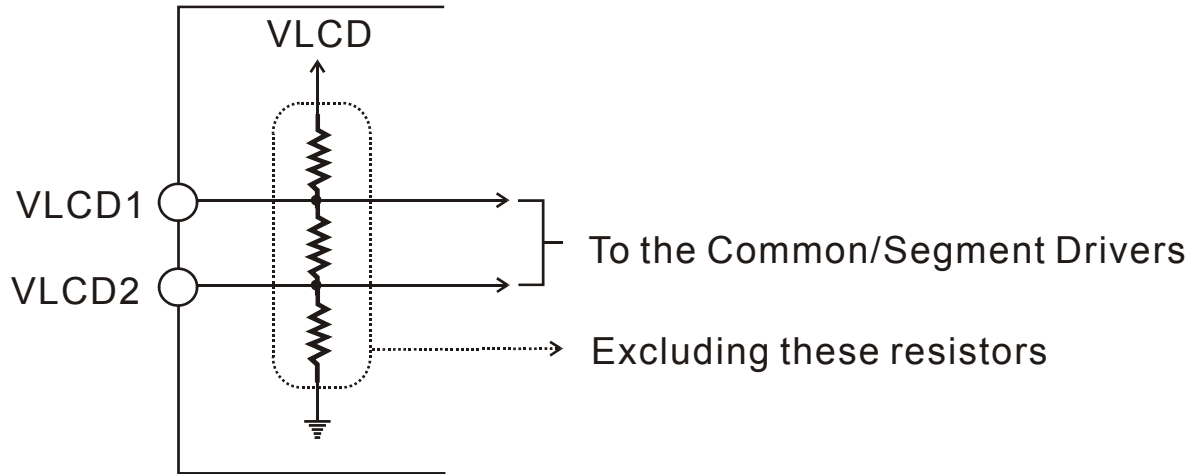 VLCD
VLCD1
To the Common/Segment Drivers
VLCD2
Excluding these resistors